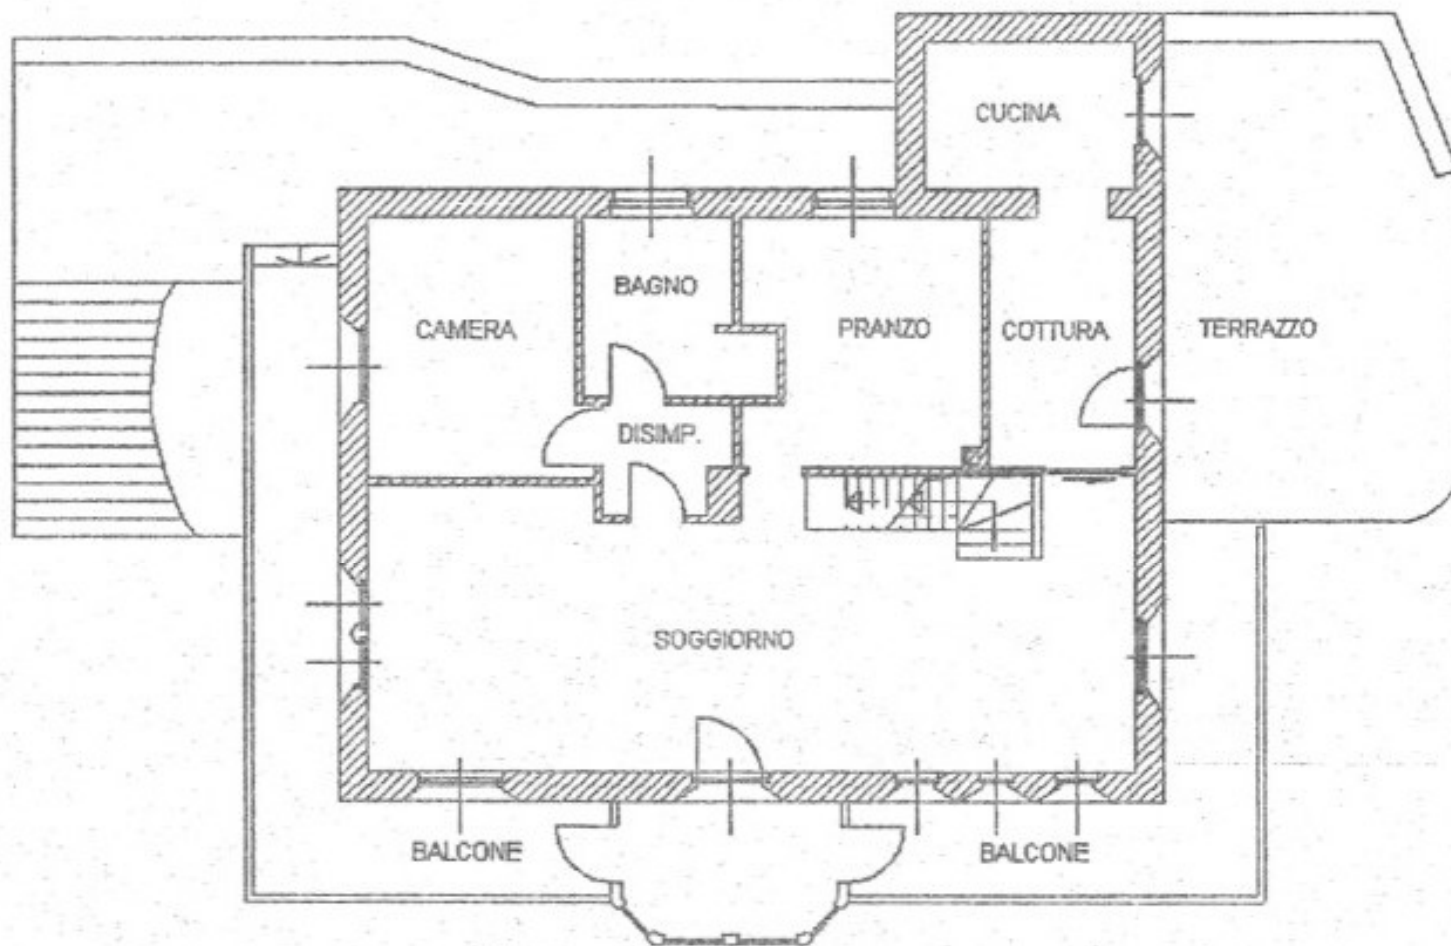 CUCINA
BAGNO
CAMERA
PRANZO
COTTURA
TERRAZZO
DISIMP.
SOGGIORNO
BALCONE
BALCONE